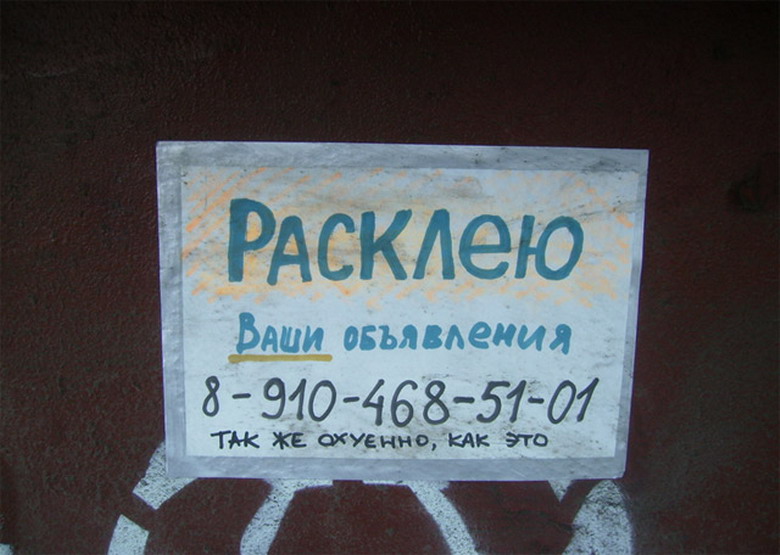 РАСКЛЕЮ
ВАШИ ОБЪЯВЛЕНИЯ
8-910-468-51-01
ТАК ЖЕ ОХУЕННО, КАК ЭТО